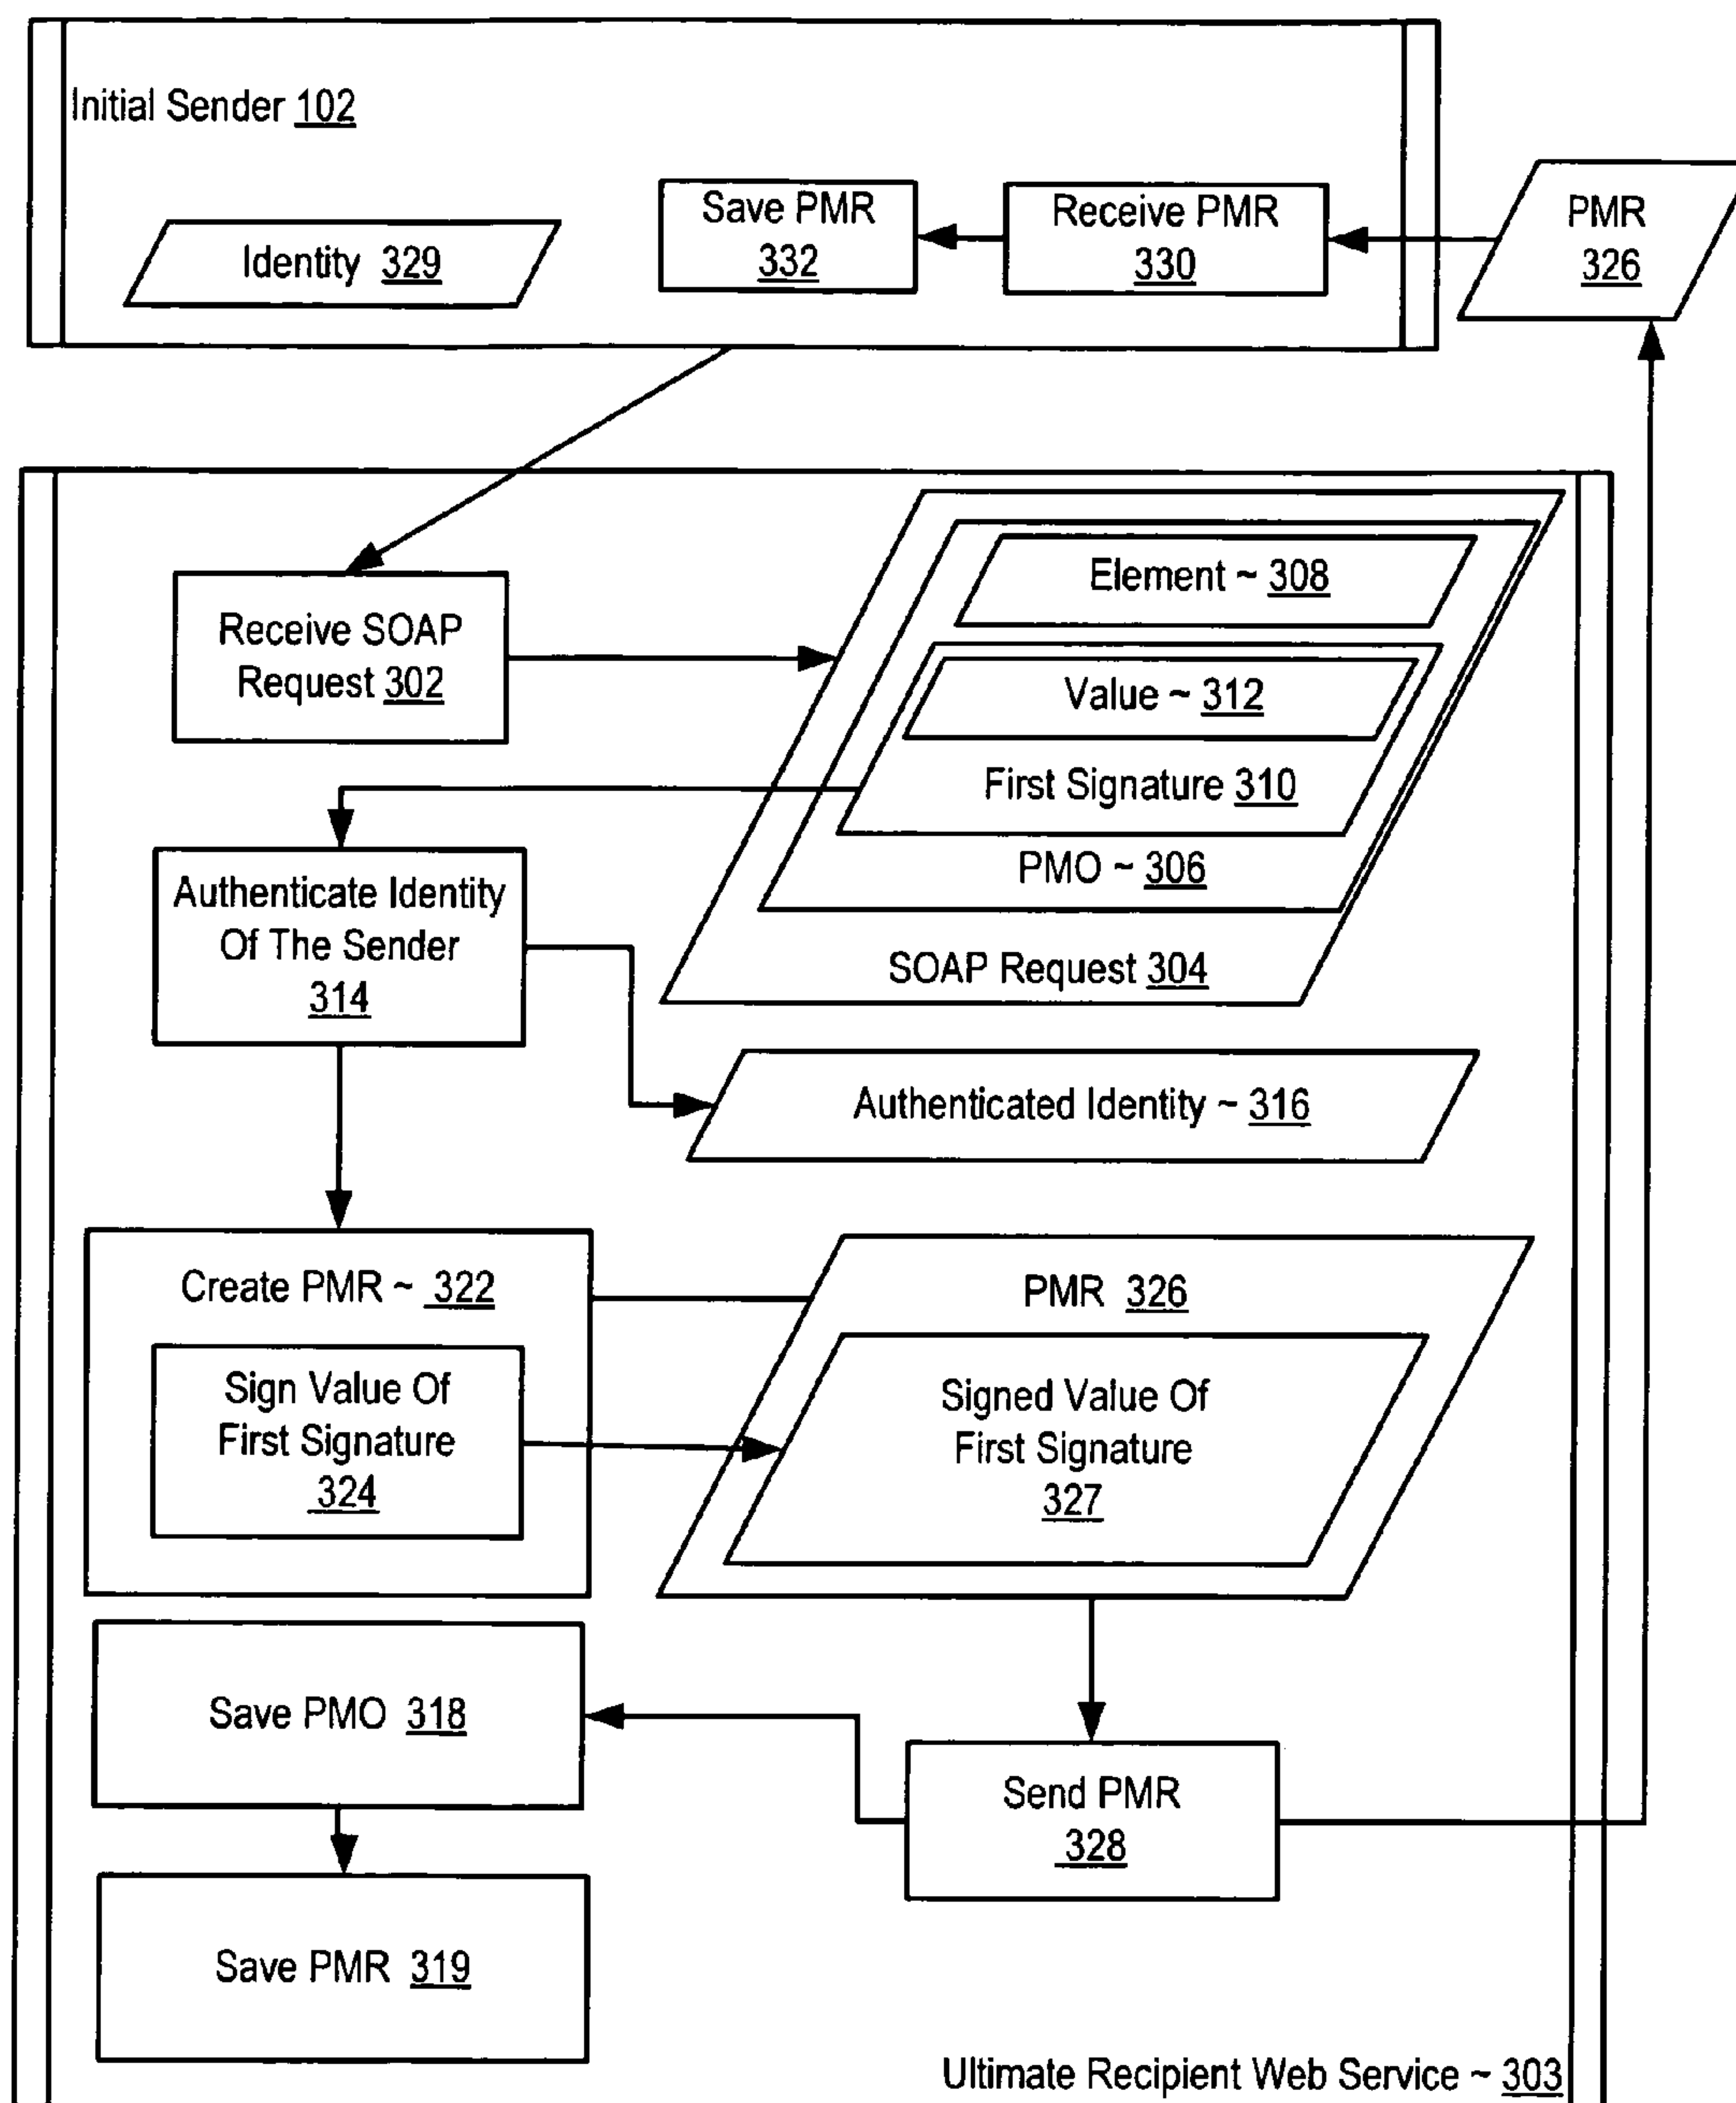 Initial Sender 102
Identity 329
Save PMR
332
Receive PMR
330
PMR
326
Receive SOAP
Request 302
Element ~ 308
Value ~ 312
First Signature 310
PMO ~ 306
SOAP Request 304
Authenticate Identity
Of The Sender
314
Authenticated Identity ~ 316
Create PMR ~ 322
Sign Value Of
First Signature
324
PMR 326
Signed Value Of
First Signature
327
Save PMO 318
Send PMR
328
Save PMR 319
Ultimate Recipient Web Service ~ 303